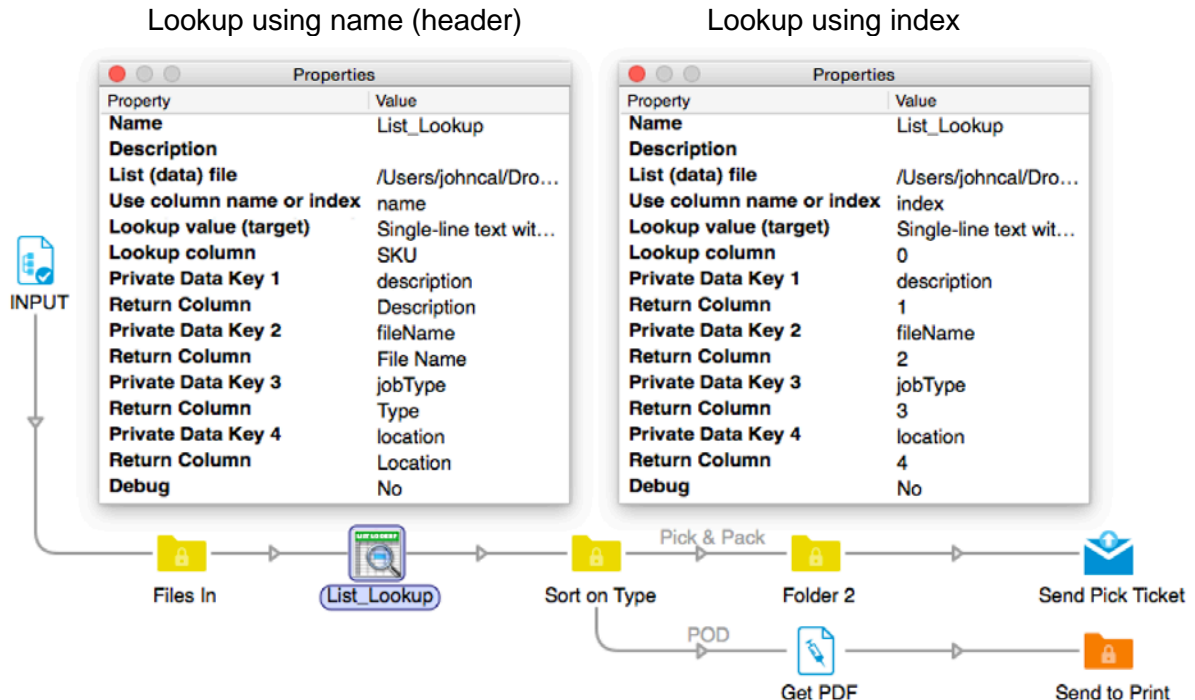 Lookup using name (header)
Lookup using index
Properties
Property Value
Name List_Lookup
Description
List (data) file /Users/johncal/Dro...
Use column name or index name
Lookup value (target) Single-line text wit...
Lookup column SKU
Private Data Key 1 description
Return Column Description
Private Data Key 2 fileName
Return Column File Name
Private Data Key 3 jobType
Return Column Type
Private Data Key 4 location
Return Column Location
Debug No
Properties
Property Value
Name List_Lookup
Description
List (data) file /Users/johncal/Dro...
Use column name or index index
Lookup value (target) Single-line text wit...
Lookup column 0
Private Data Key 1 description
Return Column 1
Private Data Key 2 fileName
Return Column 2
Private Data Key 3 jobType
Return Column 3
Private Data Key 4 location
Return Column 4
Debug No
INPUT
LIST LOOKUP
Pick & Pack
Files In
List_Lookup
Sort on Type
Folder 2
Send Pick Ticket
POD
Get PDF
Send to Print